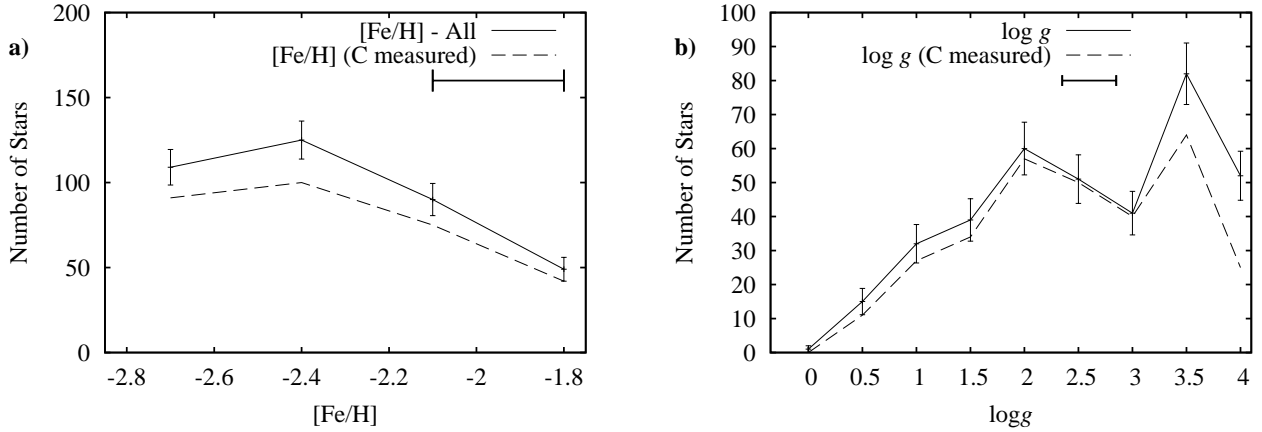 a)
Number of Stars
200
150
100
50
0
[Fe/H] - All
[Fe/H] (C measured)
-2.8 -2.6 -2.4 -2.2 -2 -1.8
[Fe/H]
b)
Number of Stars
100
90
80
70
60
50
40
30
20
10
0
log g
log g (C measured)
0 0.5 1 1.5 2 2.5 3 3.5 4
logg